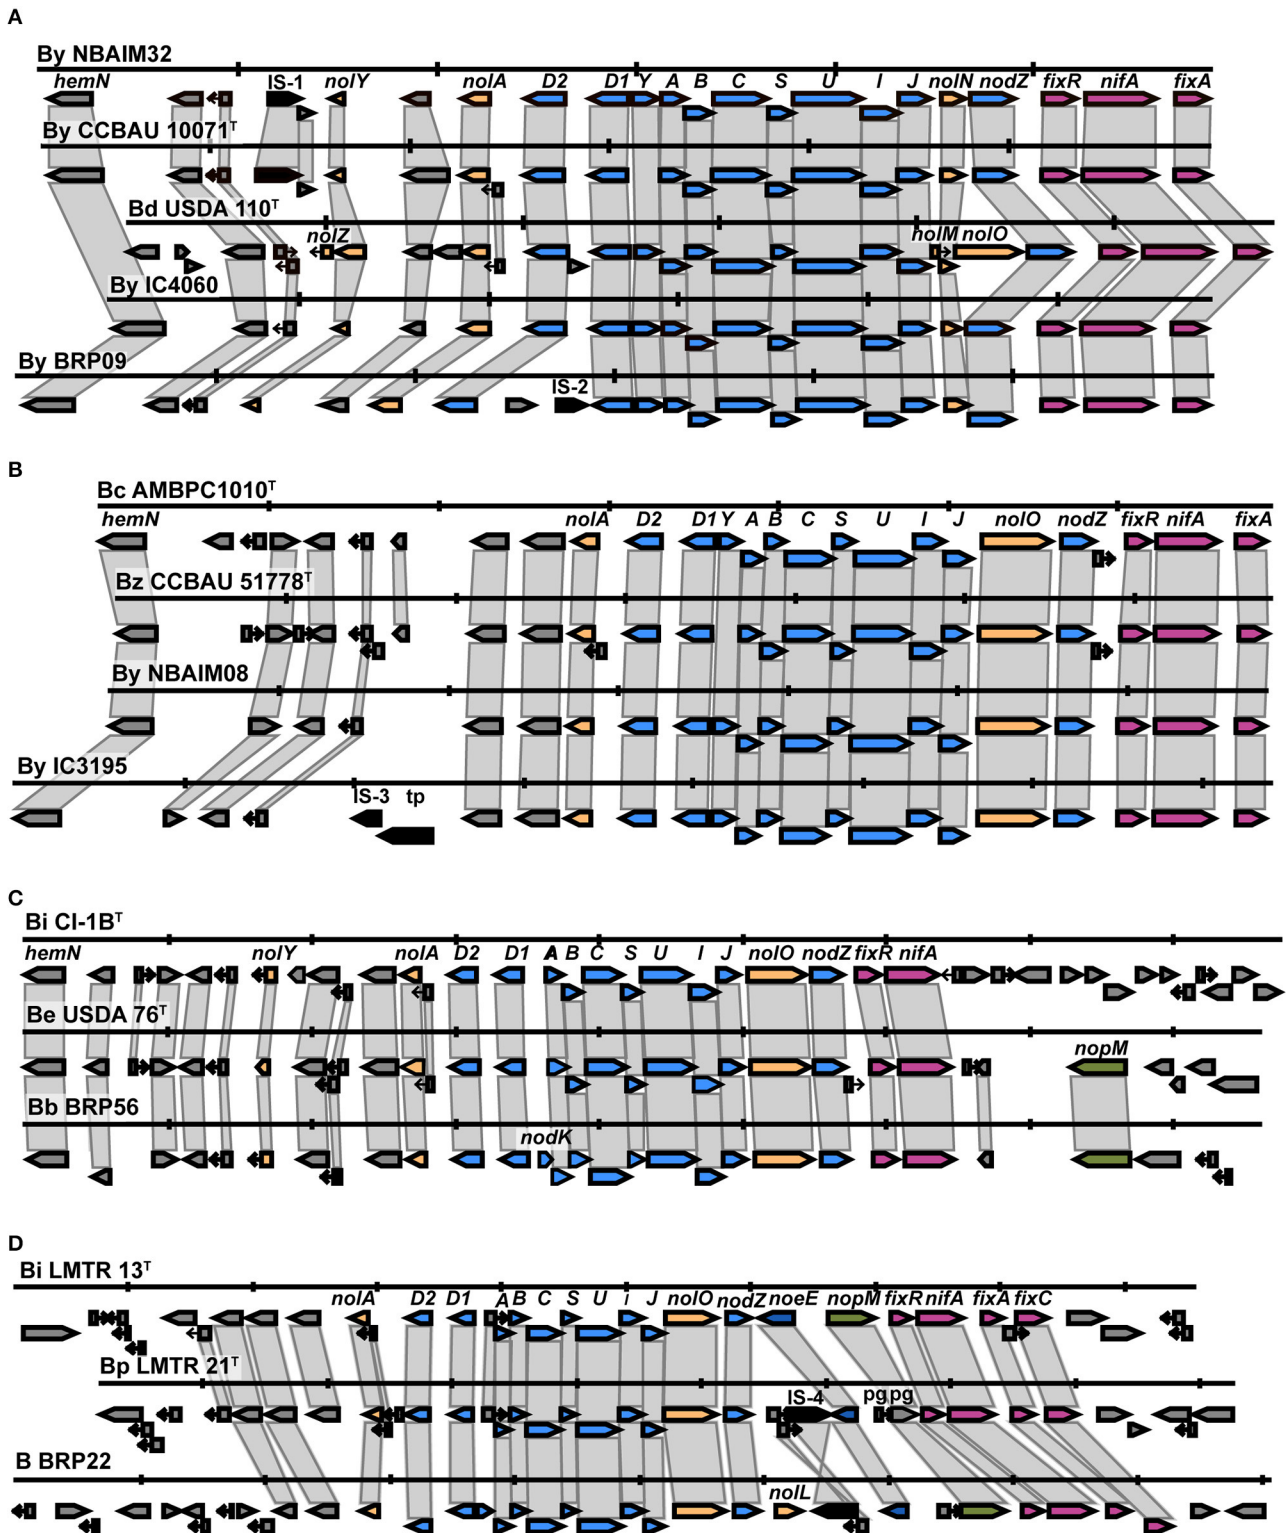 A
By NBAIM32
hemN IS-1 nolY nolA D2 D1 Y A B C S U I J nolN nodZ fixR nifA fixA
By CCBAU 10071T
Bd USDA 110T
nolZ nolM nolO
By IC4060
By BRP09
IS-2
B
Bc AMBPC1010T
hemN nolA D2 D1 Y A B C S U I J nolO nodZ fixR nifA fixA
Bz CCBAU 51778T
By NBAIM08
By IC3195
IS-3 tp
C
Bi CI-1BT
hemN nolY nolA D2 D1 A B C S U I J nolO nodZ fixR nifA
Be USDA 76T
nopM
Bb BRP56
nodK
D
Bi LMTR 13T
nolA D2 D1 A B C S U I J nolO nodZ noeE nopM fixR nifA fixA fixC
Bp LMTR 21T
IS-4 pg pg
B BRP22
nolL